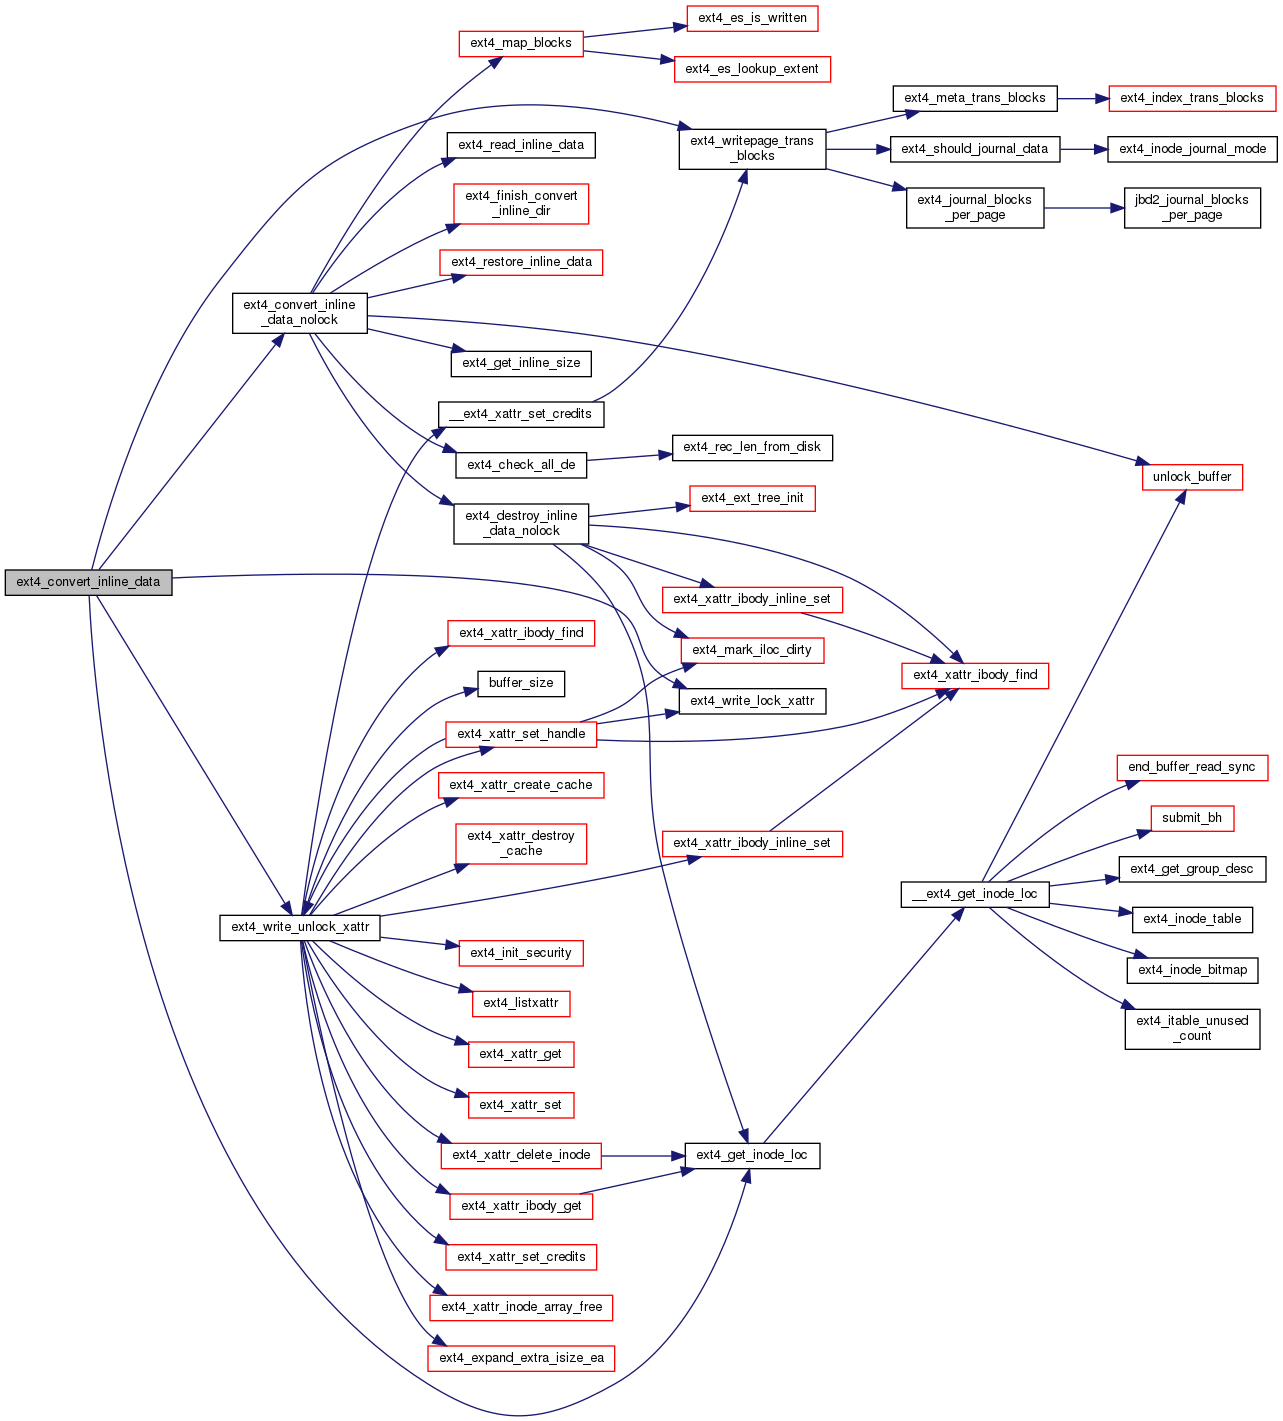 ext4_es_is_written
ext4_map_blocks
ext4_es_lookup_extent
ext4_meta_trans_blocks
ext4_index_trans_blocks
ext4_read_inline_data
ext4_writepage_trans
_blocks
ext4_should_journal_data
ext4_inode_journal_mode
ext4_finish_convert
_inline_dir
ext4_journal_blocks
_per_page
jbd2_journal_blocks
_per_page
ext4_restore_inline_data
ext4_convert_inline
_data_nolock
ext4_get_inline_size
__ext4_xattr_set_credits
ext4_check_all_de
ext4_rec_len_from_disk
unlock_buffer
ext4_ext_tree_init
ext4_destroy_inline
_data_nolock
ext4_convert_inline_data
ext4_xattr_ibody_inline_set
ext4_xattr_ibody_find
ext4_mark_iloc_dirty
ext4_xattr_ibody_find
buffer_size
ext4_write_lock_xattr
ext4_xattr_set_handle
end_buffer_read_sync
ext4_xattr_create_cache
submit_bh
ext4_xattr_destroy
_cache
ext4_xattr_ibody_inline_set
ext4_get_group_desc
__ext4_get_inode_loc
ext4_inode_table
ext4_write_unlock_xattr
ext4_init_security
ext4_inode_bitmap
ext4_listxattr
ext4_itable_unused
_count
ext4_xattr_get
ext4_xattr_set
ext4_xattr_delete_inode
ext4_get_inode_loc
ext4_xattr_ibody_get
ext4_xattr_set_credits
ext4_xattr_inode_array_free
ext4_expand_extra_isize_ea